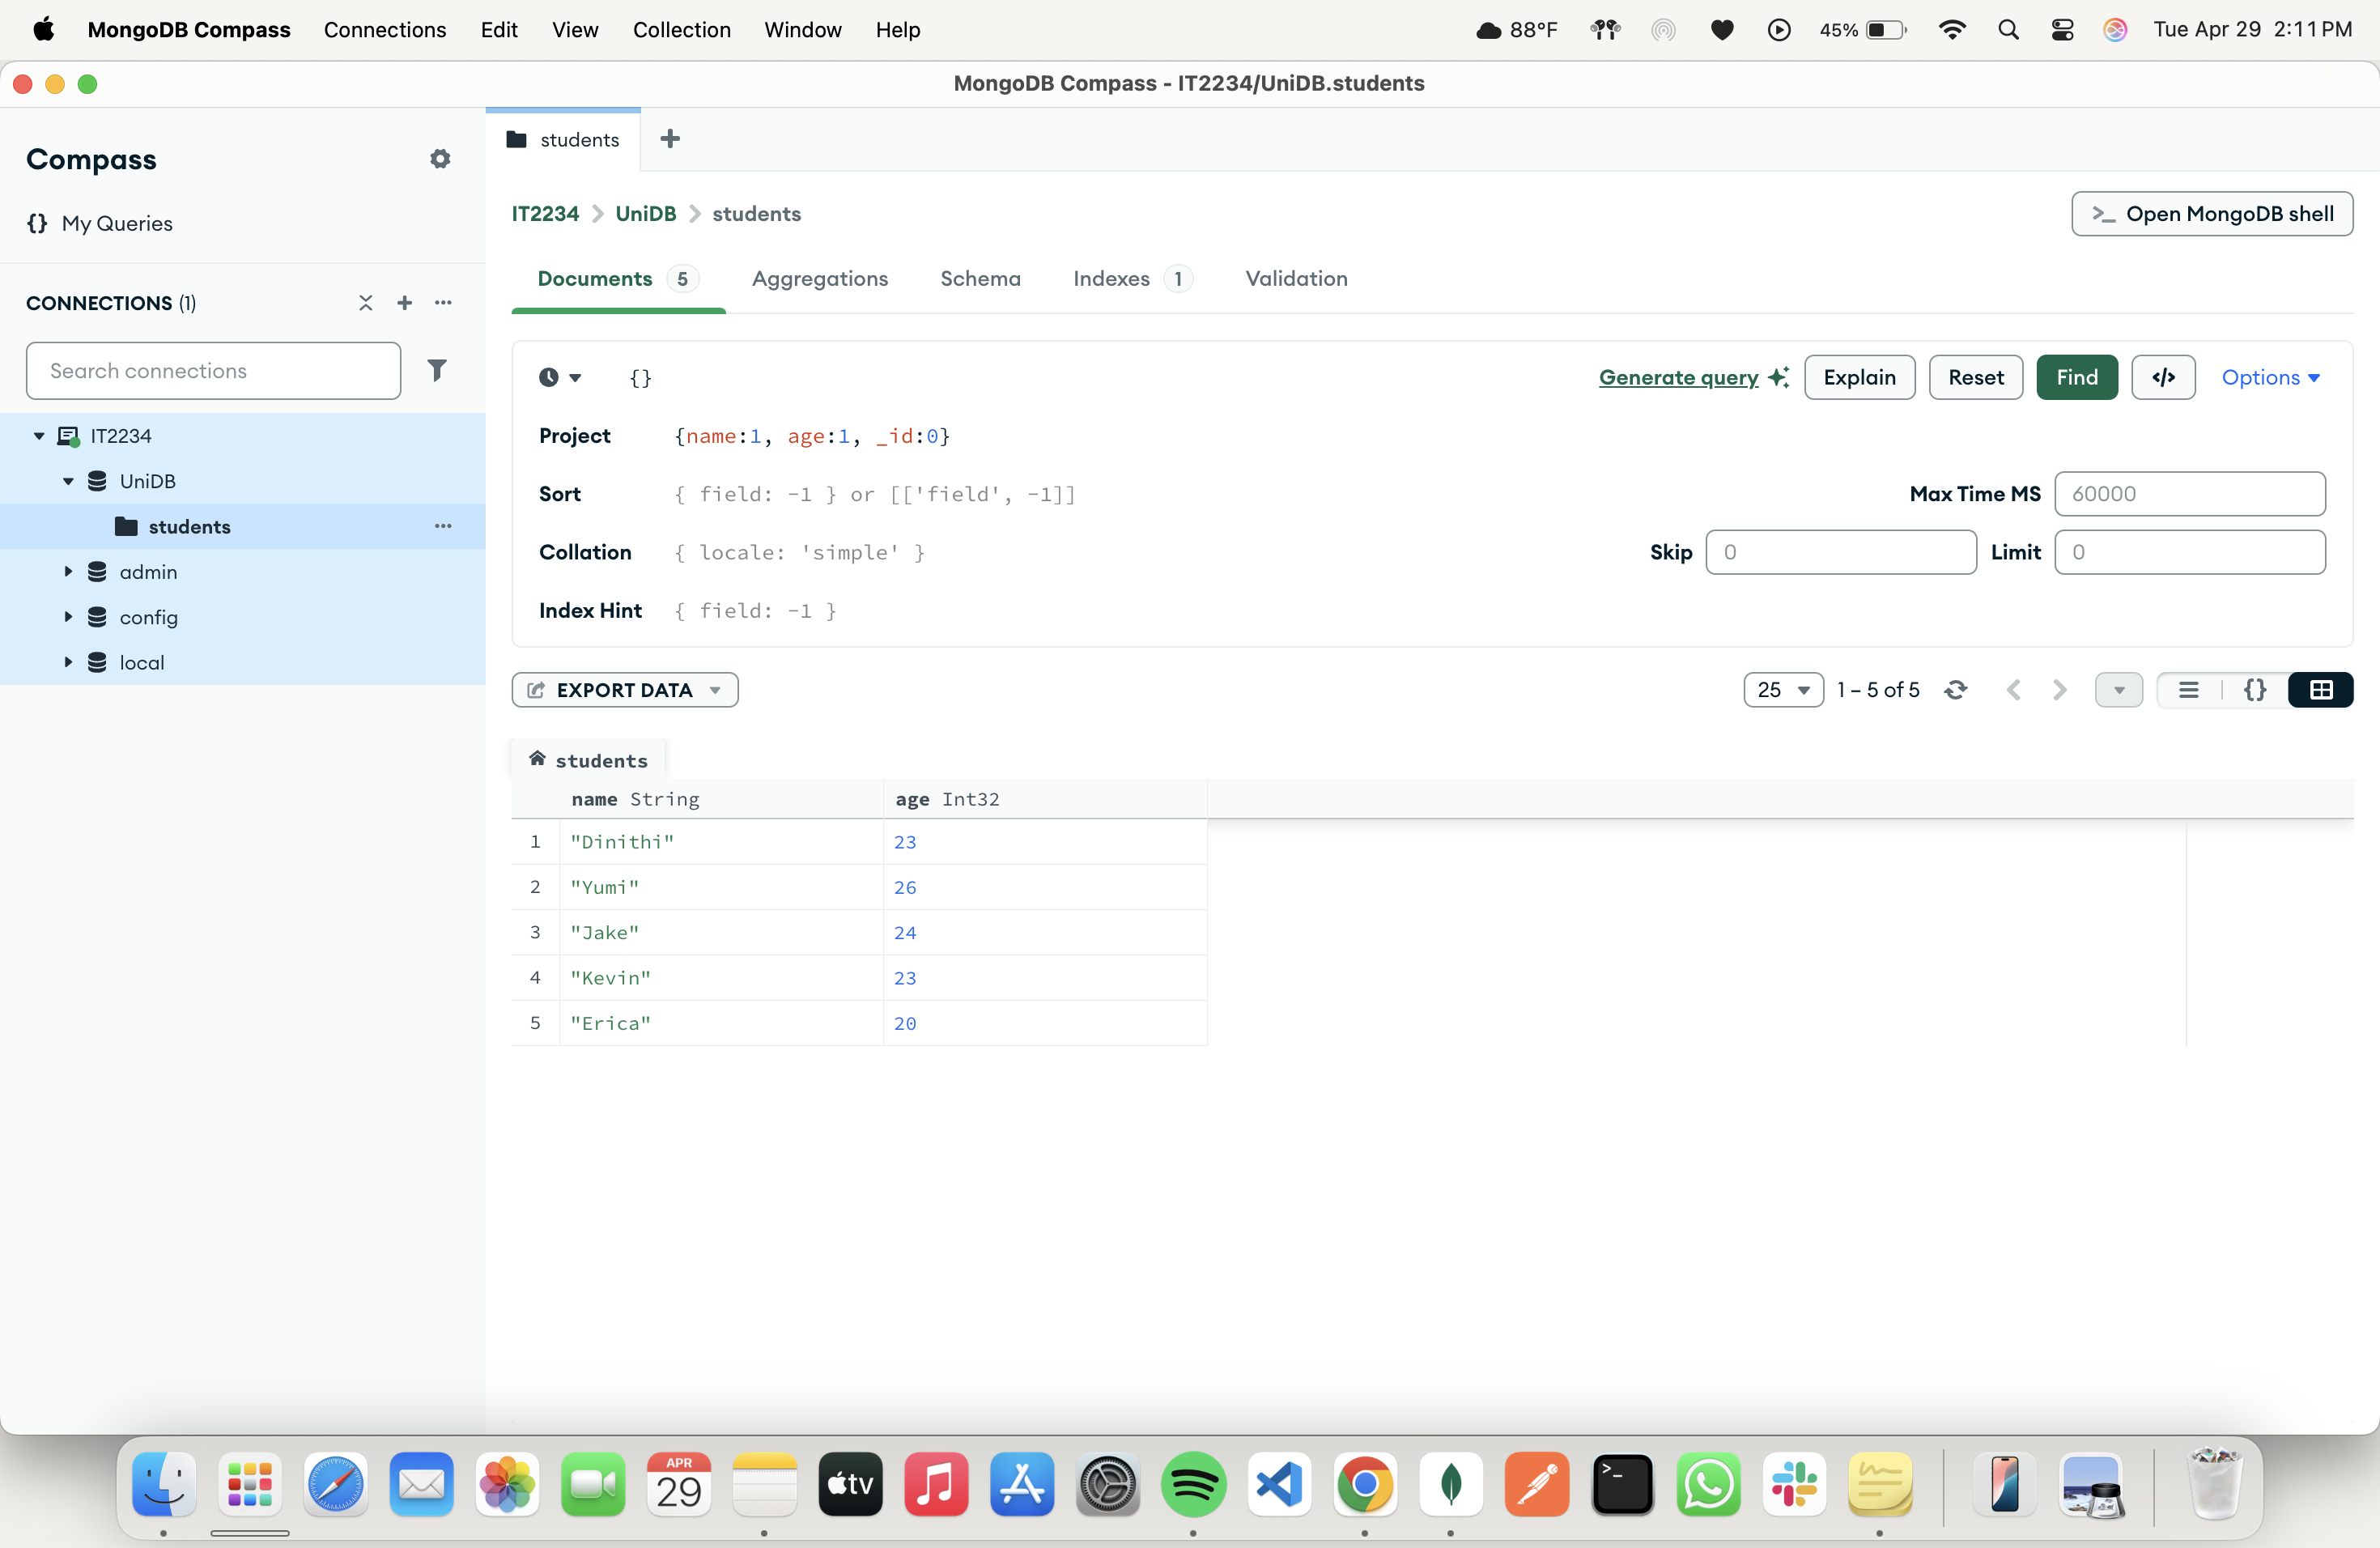 MongoDB Compass Connections Edit View Collection Window Help 88°F 45% Tue Apr 29 2:11 PM
MongoDB Compass - IT2234/UniDB.students
Compass
{} My Queries
CONNECTIONS (1)
Search connections
IT2234
UniDB
students
admin
config
local
students
IT2234 > UniDB > students
>_ Open MongoDB shell
Documents 5 Aggregations Schema Indexes 1 Validation
{} Generate query Explain Reset Find </> Options
Project {name:1, age:1, _id:0}
Sort { field: -1 } or [['field', -1]] Max Time MS 60000
Collation { locale: 'simple' } Skip 0 Limit 0
Index Hint { field: -1 }
EXPORT DATA 25 1 – 5 of 5 {}
students
name String age Int32
1 "Dinithi" 23
2 "Yumi" 26
3 "Jake" 24
4 "Kevin" 23
5 "Erica" 20
APR
29
tv
>_